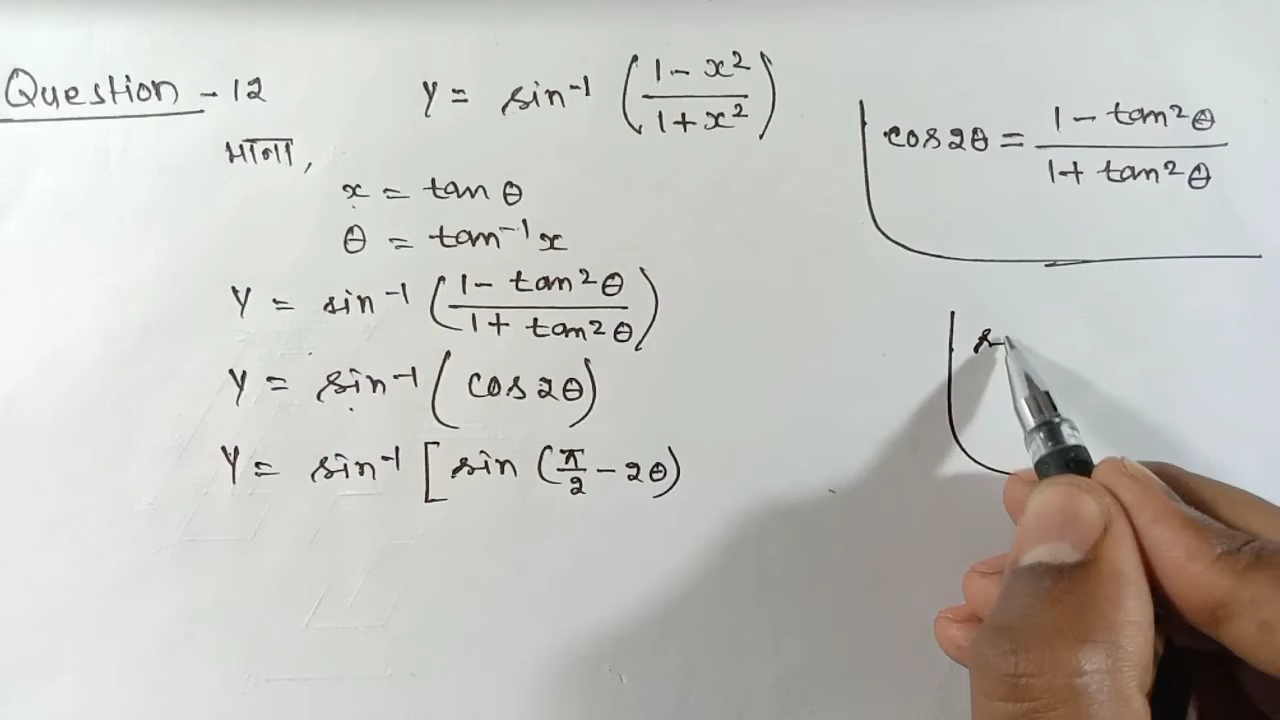 Question - 12 y = sin⁻¹ ((1 - x²)/(1 + x²))
माना,
x = tan θ
θ = tan⁻¹ x
y = sin⁻¹ ((1 - tan²θ)/(1 + tan²θ))
y = sin⁻¹ (cos 2θ)
y = sin⁻¹ [sin (π/2 - 2θ)
cos 2θ = (1 - tan²θ)/(1 + tan²θ)